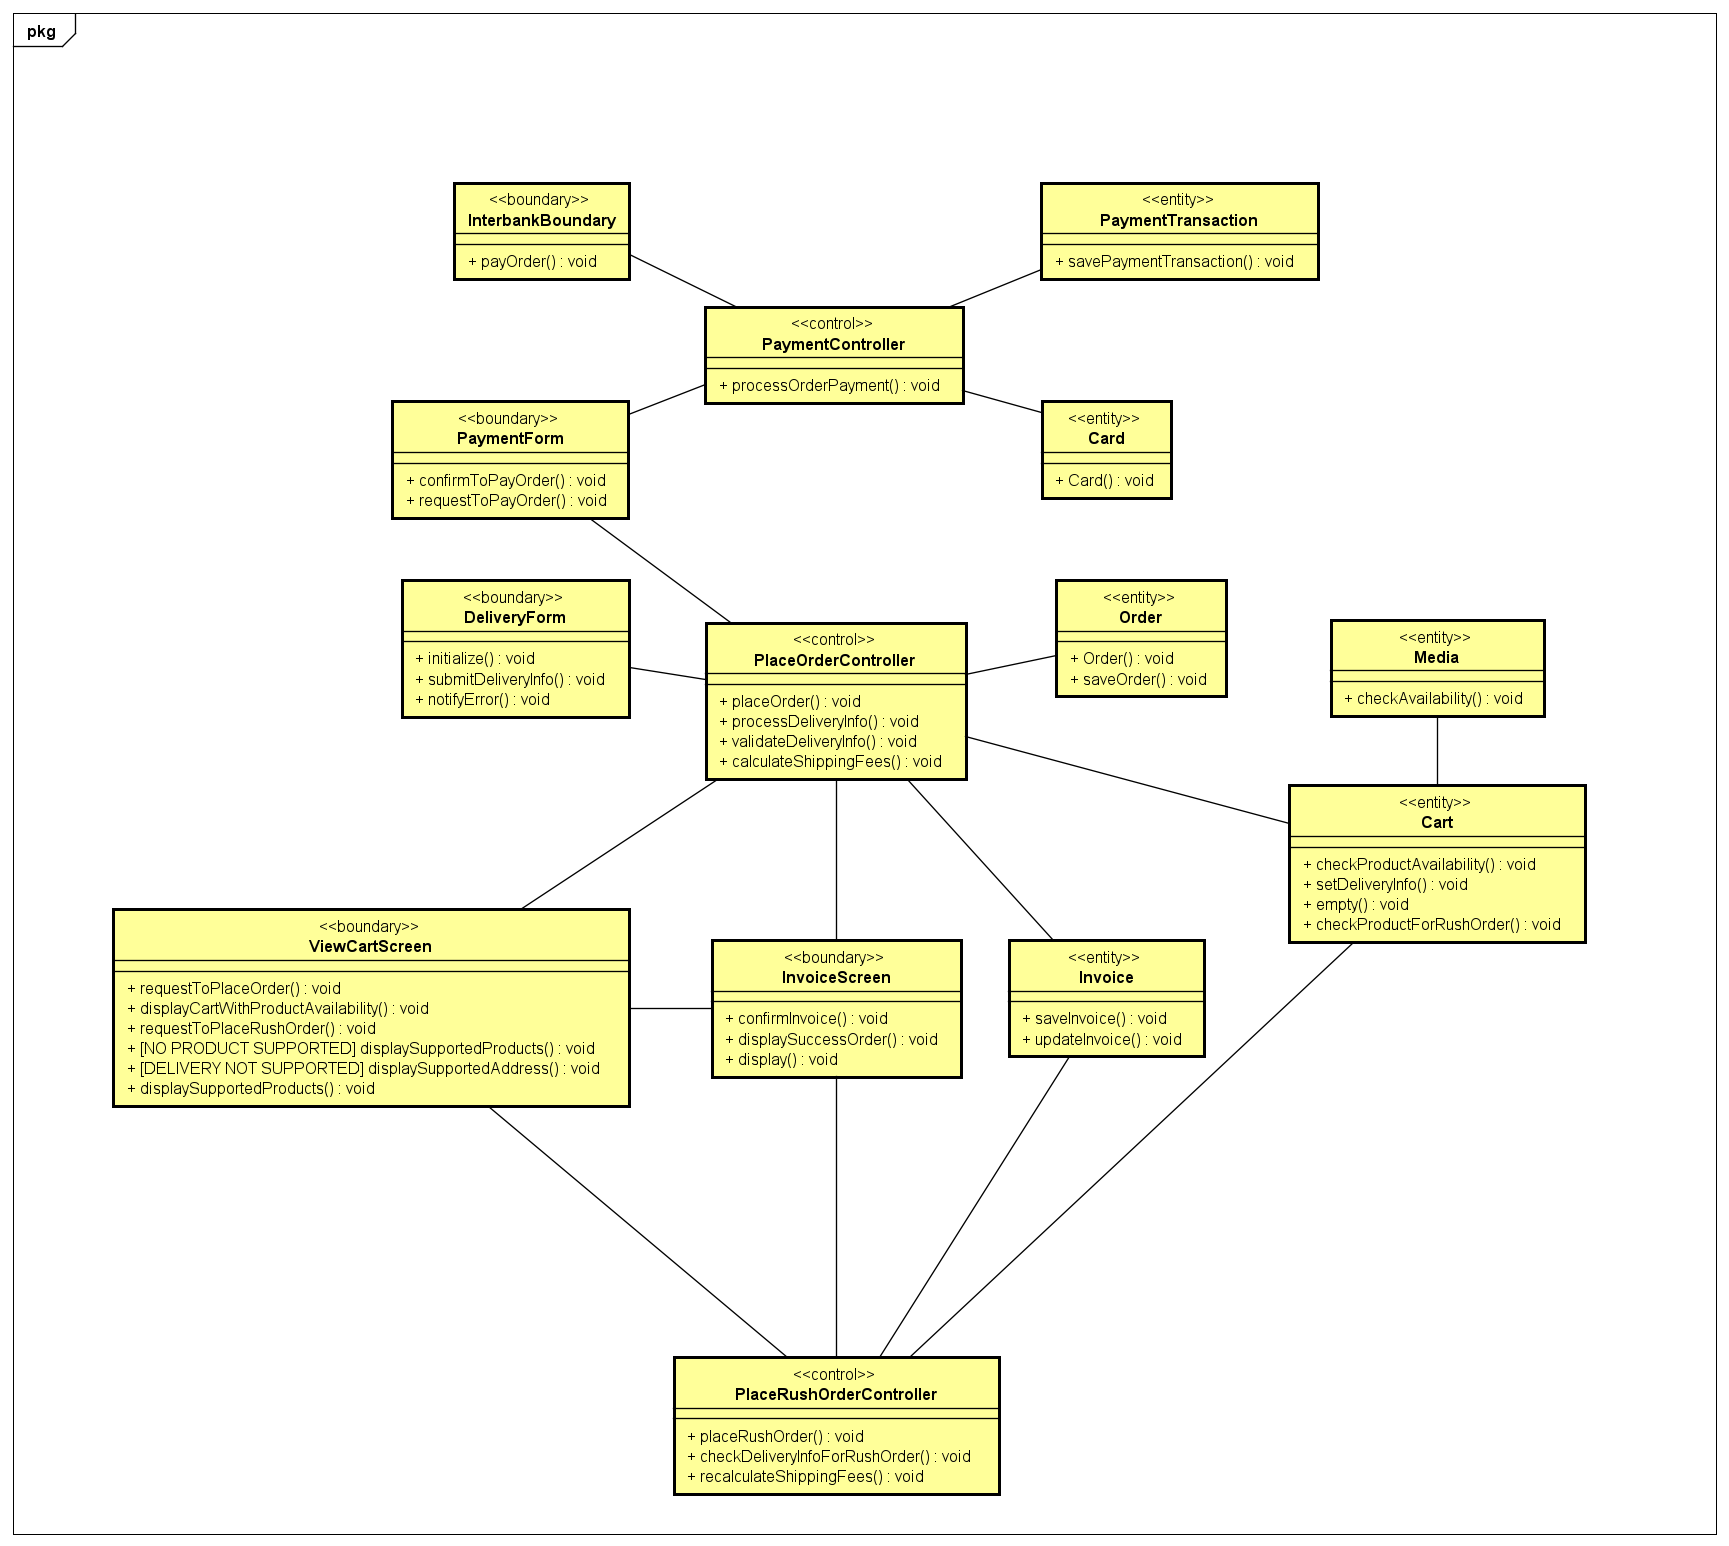 pkg
<<boundary>>
InterbankBoundary
+ payOrder() : void
<<entity>>
PaymentTransaction
+ savePaymentTransaction() : void
<<control>>
PaymentController
+ processOrderPayment() : void
<<boundary>>
PaymentForm
+ confirmToPayOrder() : void
+ requestToPayOrder() : void
<<entity>>
Card
+ Card() : void
<<boundary>>
DeliveryForm
+ initialize() : void
+ submitDeliveryInfo() : void
+ notifyError() : void
<<control>>
PlaceOrderController
+ placeOrder() : void
+ processDeliveryInfo() : void
+ validateDeliveryInfo() : void
+ calculateShippingFees() : void
<<entity>>
Order
+ Order() : void
+ saveOrder() : void
<<entity>>
Media
+ checkAvailability() : void
<<entity>>
Cart
+ checkProductAvailability() : void
+ setDeliveryInfo() : void
+ empty() : void
+ checkProductForRushOrder() : void
<<boundary>>
ViewCartScreen
+ requestToPlaceOrder() : void
+ displayCartWithProductAvailability() : void
+ requestToPlaceRushOrder() : void
+ [NO PRODUCT SUPPORTED] displaySupportedProducts() : void
+ [DELIVERY NOT SUPPORTED] displaySupportedAddress() : void
+ displaySupportedProducts() : void
<<boundary>>
InvoiceScreen
+ confirmInvoice() : void
+ displaySuccessOrder() : void
+ display() : void
<<entity>>
Invoice
+ saveInvoice() : void
+ updateInvoice() : void
<<control>>
PlaceRushOrderController
+ placeRushOrder() : void
+ checkDeliveryInfoForRushOrder() : void
+ recalculateShippingFees() : void